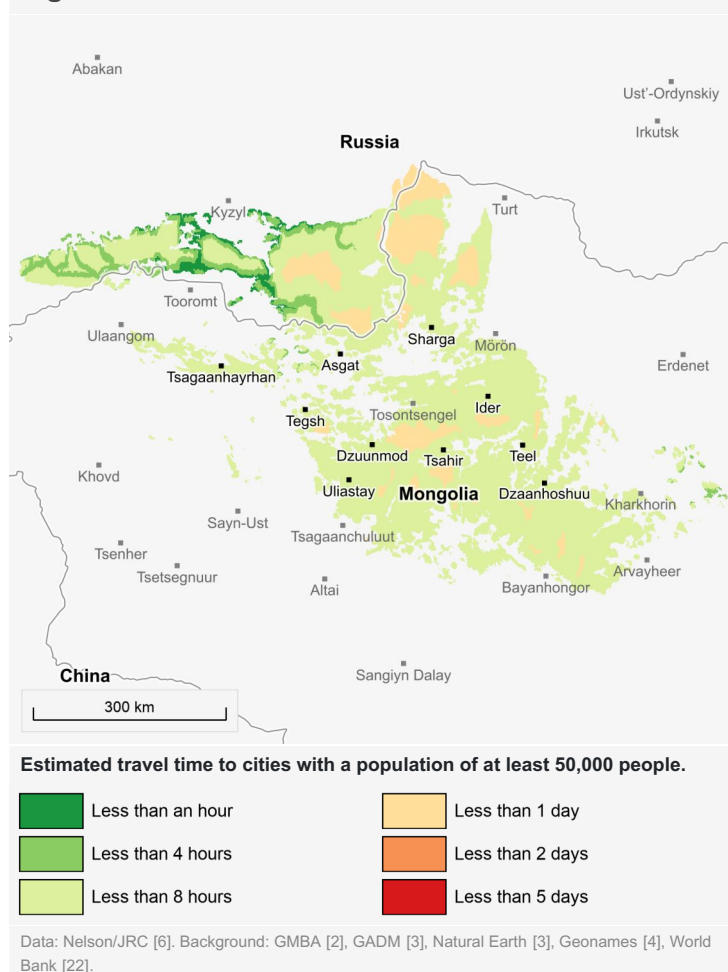 Abakan
Ust'-Ordynskiy
Irkutsk
Russia
Kyzyl
Turt
Tooromt
Ulaangom
Sharga
Mörön
Asgat
Erdenet
Tsagaanhayrhan
Ider
Tegsh
Tosontsengel
Dzuunmod
Tsahir
Teel
Khovd
Uliastay
Mongolia
Dzaanhoshuu
Kharkhorin
Sayn-Ust
Tsagaanchuluut
Tsenher
Tsetsegnuur
Arvayheer
Altai
Bayanhongor
China
Sangiyn Dalay
300 km
Estimated travel time to cities with a population of at least 50,000 people.
Less than an hour
Less than 4 hours
Less than 8 hours
Less than 1 day
Less than 2 days
Less than 5 days
Data: Nelson/JRC [6]. Background: GMBA [2], GADM [3], Natural Earth [3], Geonames [4], World
Bank [22].